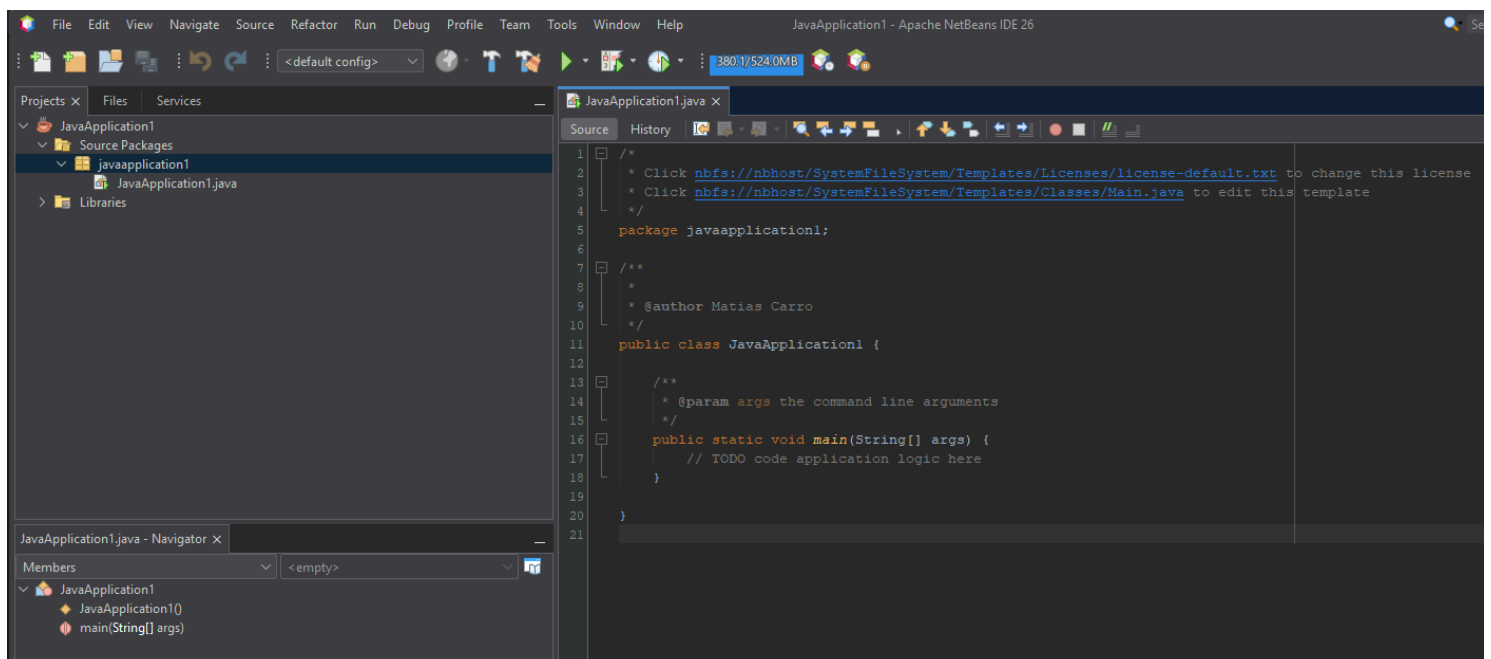 File Edit View Navigate Source Refactor Run Debug Profile Team Tools Window Help JavaApplication1 - Apache NetBeans IDE 26 Se
<default config> 380.1/524.0MB
Projects Files Services
JavaApplication1
Source Packages
javaapplication1
JavaApplication1.java
Libraries
JavaApplication1.java - Navigator
Members <empty>
JavaApplication1
JavaApplication1()
main(String[] args)
JavaApplication1.java
Source History
1 /*
2 * Click nbfs://nbhost/SystemFileSystem/Templates/Licenses/license-default.txt to change this license
3 * Click nbfs://nbhost/SystemFileSystem/Templates/Classes/Main.java to edit this template
4 */
5 package javaapplication1;
6
7 /**
8 *
9 * @author Matias Carro
10 */
11 public class JavaApplication1 {
12
13 /**
14 * @param args the command line arguments
15 */
16 public static void main(String[] args) {
17 // TODO code application logic here
18 }
19
20 }
21